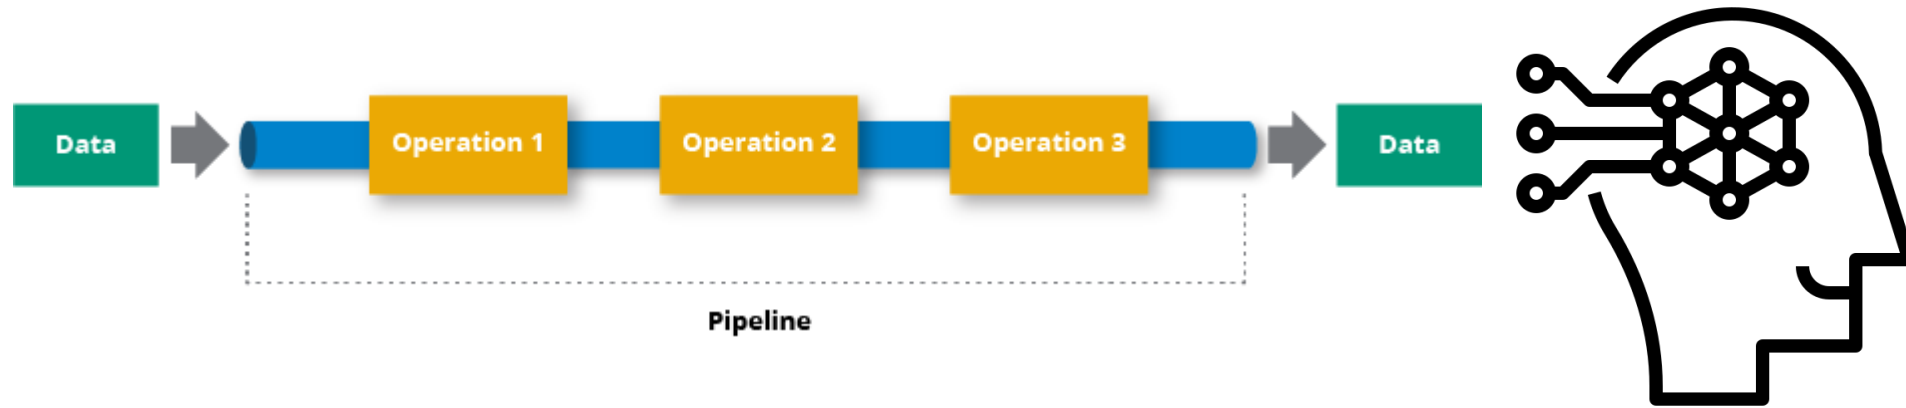 Data
Operation 1
Operation 2
Operation 3
Data
Pipeline